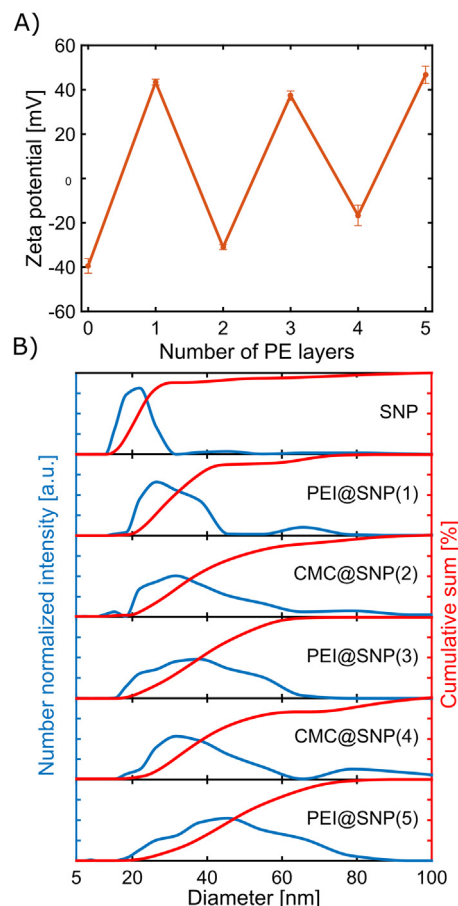 A)
60
40
20
0
-20
-40
-60
Zeta potential [mV]
0 1 2 3 4 5
Number of PE layers
B)
SNP
PEI@SNP(1)
CMC@SNP(2)
PEI@SNP(3)
CMC@SNP(4)
PEI@SNP(5)
Number normalized intensity [a.u.]
Cumulative sum [%]
5 20 40 60 80 100
Diameter [nm]